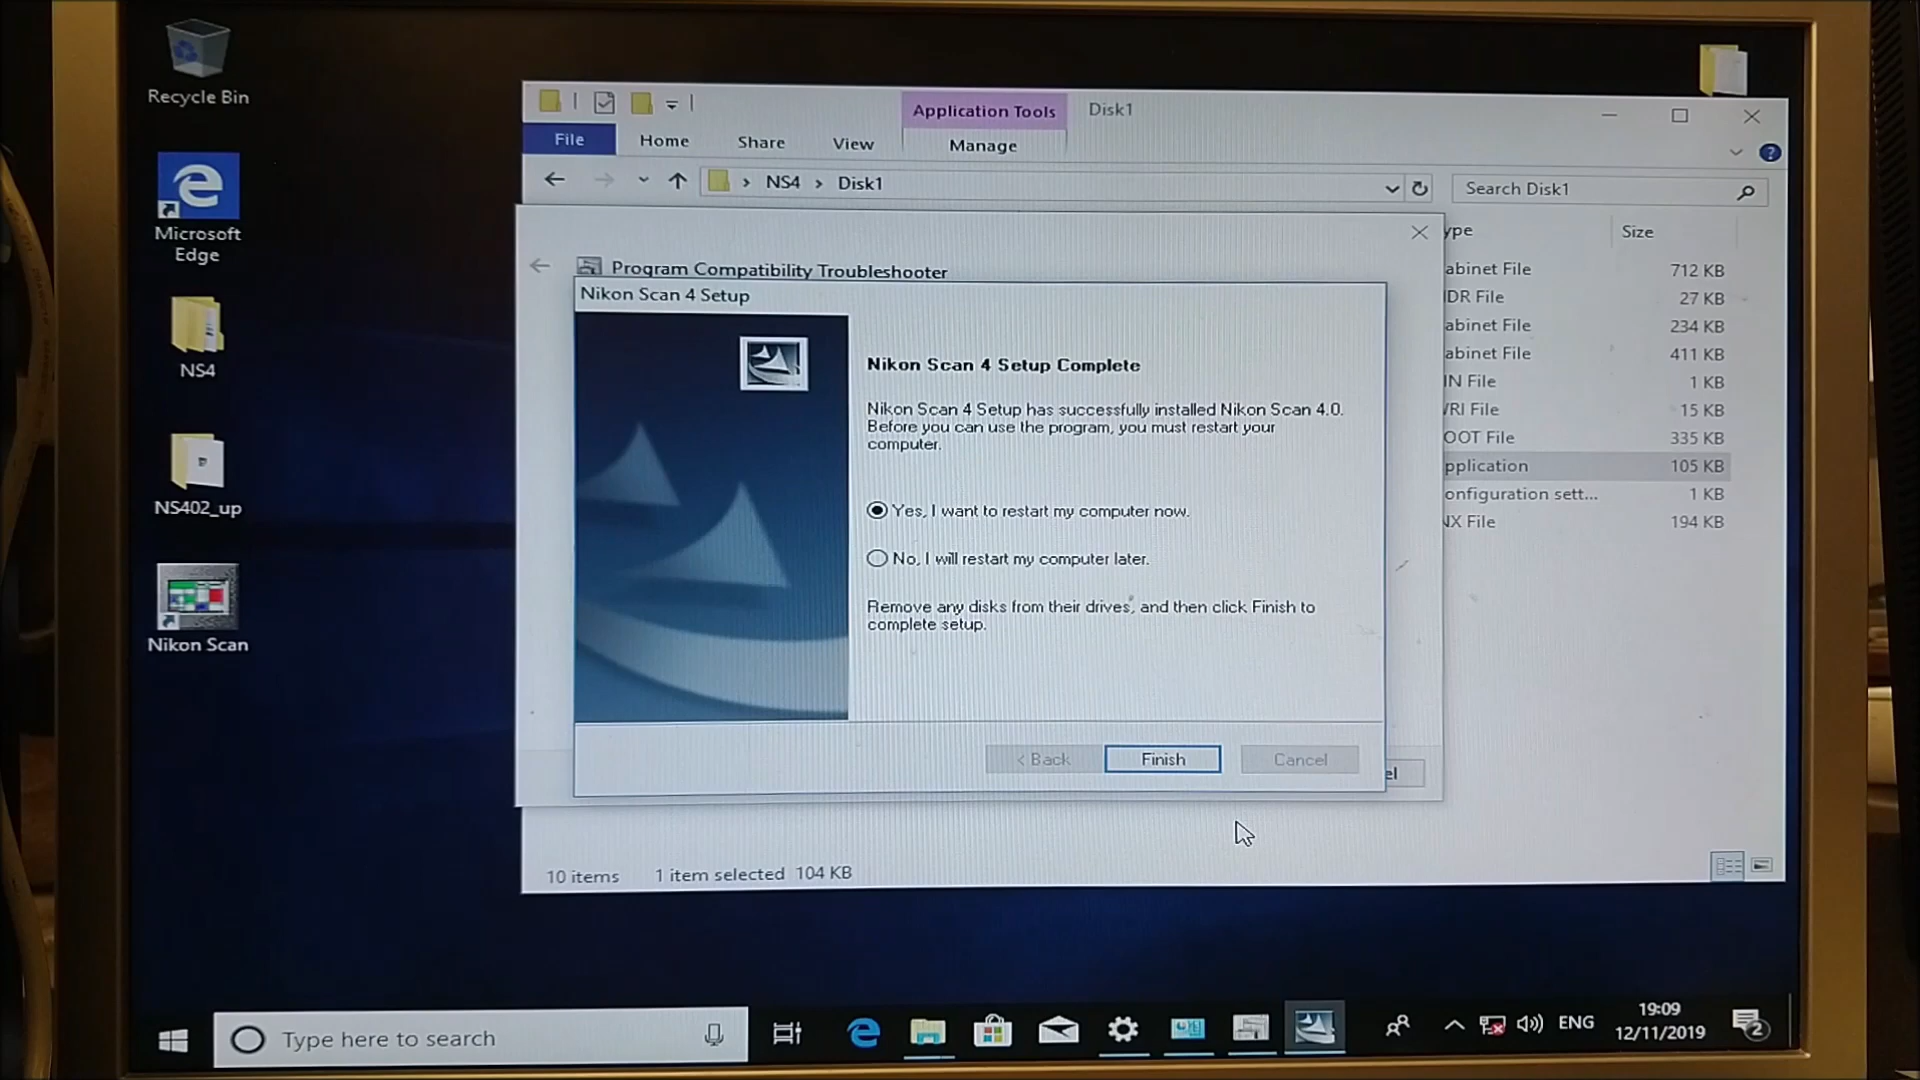 Recycle Bin
Microsoft
Edge
NS4
NS402_up
Nikon Scan
Application Tools
Disk1
File
Home
Share
View
Manage
NS4
Disk1
Search Disk1
ype
Size
abinet File
712 KB
DR File
27 KB
abinet File
234 KB
abinet File
411 KB
IN File
1 KB
VRI File
15 KB
OOT File
335 KB
pplication
105 KB
onfiguration sett...
1 KB
NX File
194 KB
Program Compatibility Troubleshooter
Nikon Scan 4 Setup
Nikon Scan 4 Setup Complete
Nikon Scan 4 Setup has successfully installed Nikon Scan 4.0.
Before you can use the program, you must restart your
computer.
Yes, I want to restart my computer now.
No, I will restart my computer later.
Remove any disks from their drives, and then click Finish to
complete setup.
< Back
Finish
Cancel
el
10 items
1 item selected 104 KB
Type here to search
ENG
19:09
12/11/2019
2